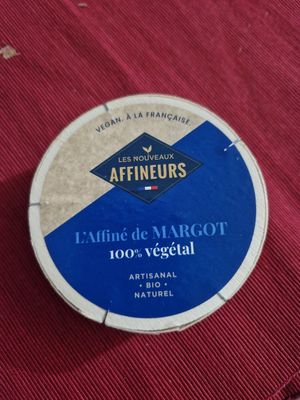 VEGAN. À LA FRANÇAISE
LES NOUVEAUX
AFFINEURS
L'Affiné de MARGOT
100% végétal
ARTISANAL
• BIO •
NATUREL